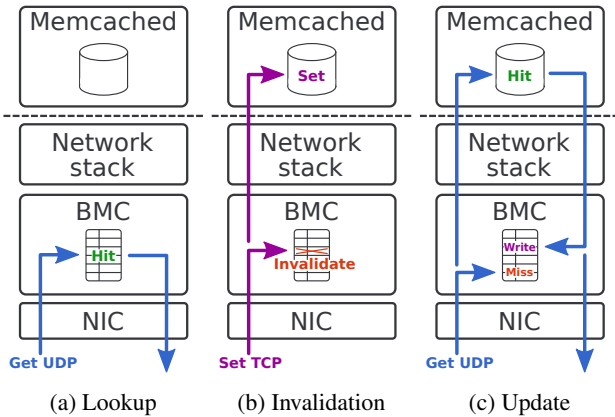 Memcached
Network
stack
BMC
Hit
NIC
Get UDP
(a) Lookup
Memcached
Set
Network
stack
BMC
Invalidate
NIC
Set TCP
(b) Invalidation
Memcached
Hit
Network
stack
BMC
Write
Miss
NIC
Get UDP
(c) Update